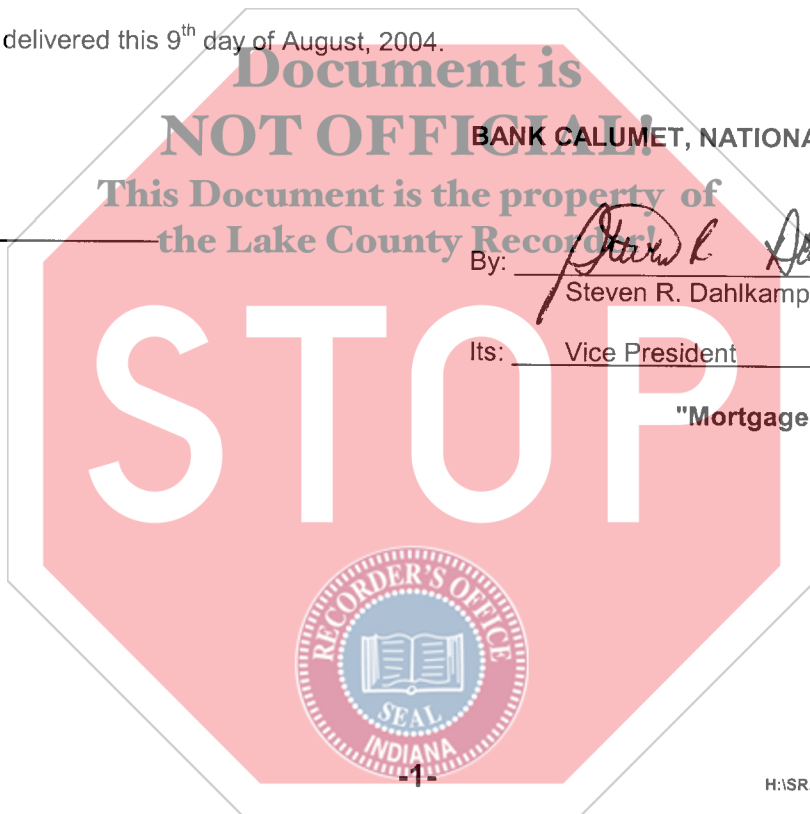 delivered this 9th day of August, 2004.
Document is
NOT OFFICIAL!
This Document is the property of
the Lake County Recorder!
BANK CALUMET, NATIONA
By: Steven R. Da
Steven R. Dahlkamp
Its: Vice President
"Mortgage
STOP
RECORDER'S OFFICE
SEAL
INDIANA
-1-
H:\SR